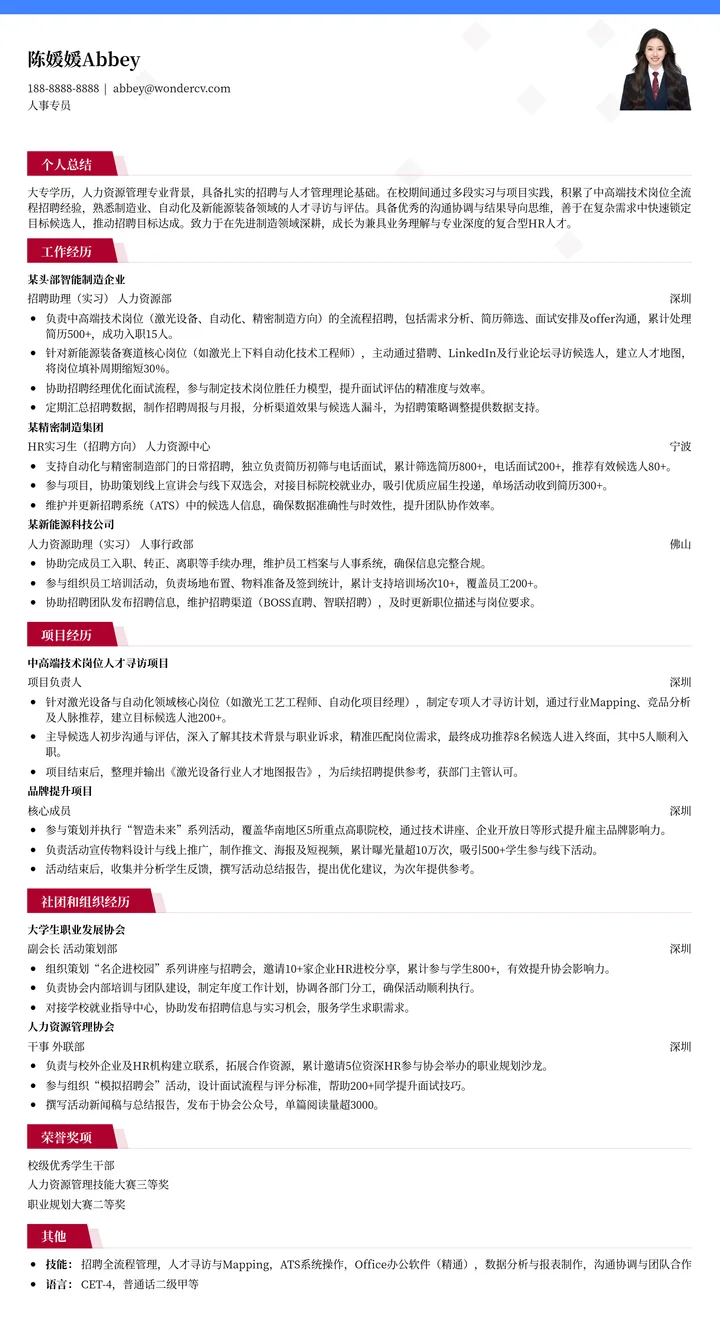 陈媛媛Abbey
188-8888-8888 | abbey@wondercv.com
人事专员
个人总结
大专学历，人力资源管理专业背景，具备扎实的招聘与人才管理理论基础。在校期间通过多段实习与项目实践，积累了中高端技术岗位全流
程招聘经验，熟悉制造业、自动化及新能源装备领域的人才寻访与评估。具备优秀的沟通协调与结果导向思维，善于在复杂需求中快速锁定
目标候选人，推动招聘目标达成。致力于在先进制造领域深耕，成长为兼具业务理解与专业深度的复合型HR人才。
工作经历
某头部智能制造企业
招聘助理（实习） 人力资源部 深圳
● 负责中高端技术岗位（激光设备、自动化、精密制造方向）的全流程招聘，包括需求分析、简历筛选、面试安排及offer沟通，累计处理
简历500+，成功入职15人。
● 针对新能源装备赛道核心岗位（如激光上下料自动化技术工程师），主动通过猎聘、LinkedIn及行业论坛寻访候选人，建立人才地图，
将岗位填补周期缩短30%。
● 协助招聘经理优化面试流程，参与制定技术岗位胜任力模型，提升面试评估的精准度与效率。
● 定期汇总招聘数据，制作招聘周报与月报，分析渠道效果与候选人漏斗，为招聘策略调整提供数据支持。
某精密制造集团
HR实习生（招聘方向） 人力资源中心 宁波
● 支持自动化与精密制造部门的日常招聘，独立负责简历初筛与电话面试，累计筛选简历800+，电话面试200+，推荐有效候选人80+。
● 参与项目，协助策划线上宣讲会与线下双选会，对接目标院校就业办，吸引优质应届生投递，单场活动收到简历300+。
● 维护并更新招聘系统（ATS）中的候选人信息，确保数据准确性与时效性，提升团队协作效率。
某新能源科技公司
人力资源助理（实习） 人事行政部 佛山
● 协助完成员工入职、转正、离职等手续办理，维护员工档案与人事系统，确保信息完整合规。
● 参与组织员工培训活动，负责场地布置、物料准备及签到统计，累计支持培训场次10+，覆盖员工200+。
● 协助招聘团队发布招聘信息，维护招聘渠道（BOSS直聘、智联招聘），及时更新职位描述与岗位要求。
项目经历
中高端技术岗位人才寻访项目
项目负责人 深圳
● 针对激光设备与自动化领域核心岗位（如激光工艺工程师、自动化项目经理），制定专项人才寻访计划，通过行业Mapping、竞品分析
及人脉推荐，建立目标候选人池200+。
● 主导候选人初步沟通与评估，深入了解其技术背景与职业诉求，精准匹配岗位需求，最终成功推荐8名候选人进入终面，其中5人顺利入
职。
● 项目结束后，整理并输出《激光设备行业人才地图报告》，为后续招聘提供参考，获部门主管认可。
品牌提升项目
核心成员 深圳
● 参与策划并执行“智造未来”系列活动，覆盖华南地区5所重点高职院校，通过技术讲座、企业开放日等形式提升雇主品牌影响力。
● 负责活动宣传物料设计与线上推广，制作推文、海报及短视频，累计曝光量超10万次，吸引500+学生参与线下活动。
● 活动结束后，收集并分析学生反馈，撰写活动总结报告，提出优化建议，为次年提供参考。
社团和组织经历
大学生职业发展协会
副会长 活动策划部 深圳
● 组织策划“名企进校园”系列讲座与招聘会，邀请10+家企业HR进校分享，累计参与学生800+，有效提升协会影响力。
● 负责协会内部培训与团队建设，制定年度工作计划，协调各部门分工，确保活动顺利执行。
● 对接学校就业指导中心，协助发布招聘信息与实习机会，服务学生求职需求。
人力资源管理协会
干事 外联部 深圳
● 负责与校外企业及HR机构建立联系，拓展合作资源，累计邀请5位资深HR参与协会举办的职业规划沙龙。
● 参与组织“模拟招聘会”活动，设计面试流程与评分标准，帮助200+同学提升面试技巧。
● 撰写活动新闻稿与总结报告，发布于协会公众号，单篇阅读量超3000。
荣誉奖项
校级优秀学生干部
人力资源管理技能大赛三等奖
职业规划大赛二等奖
其他
● 技能： 招聘全流程管理，人才寻访与Mapping，ATS系统操作，Office办公软件（精通），数据分析与报表制作，沟通协调与团队合作
● 语言： CET-4，普通话二级甲等